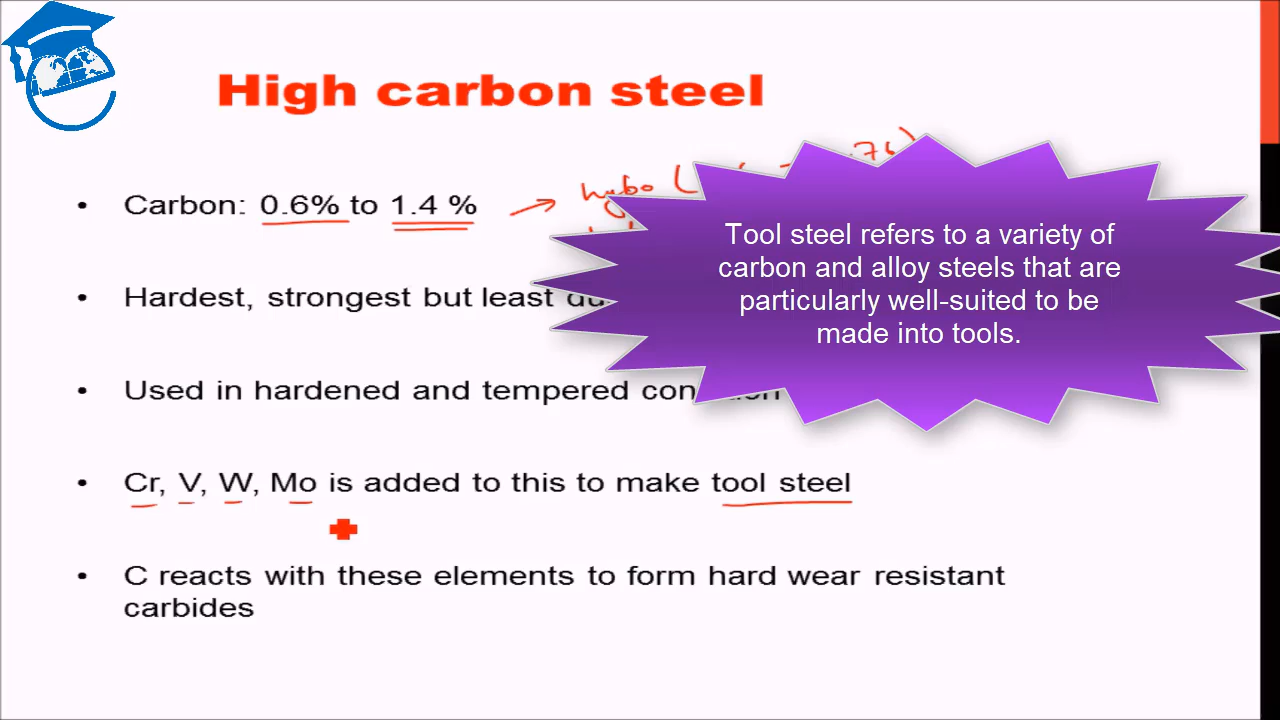 High carbon steel
.76)
• Carbon: 0.6% to 1.4 % → hypo (
• Hardest, strongest but least
• Used in hardened and tempered
• Cr, V, W, Mo is added to this to make tool steel
• C reacts with these elements to form hard wear resistant
carbides
Tool steel refers to a variety of
carbon and alloy steels that are
particularly well-suited to be
made into tools.